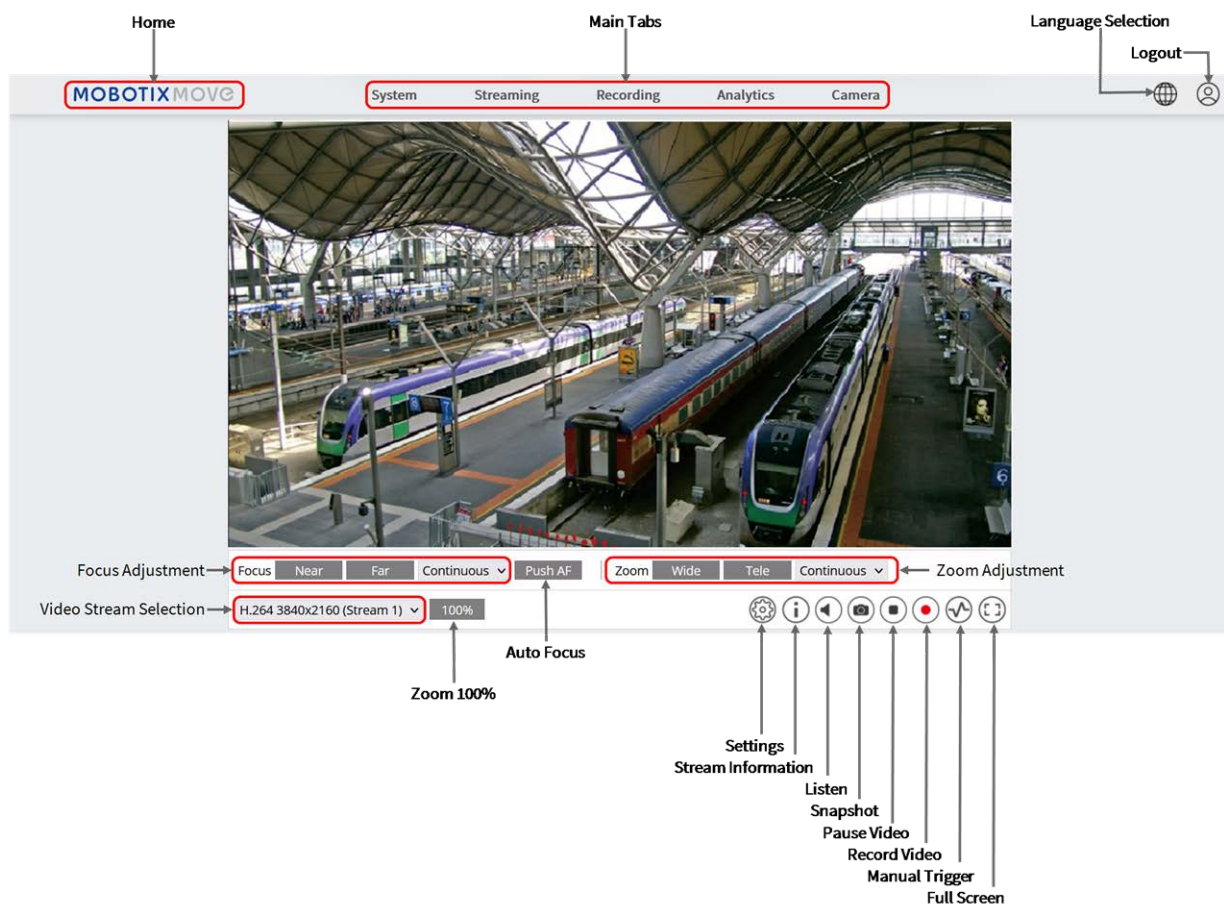 Home
Main Tabs
Language Selection
Logout
MOBOTIX MOVE
System Streaming Recording Analytics Camera
6
Focus Adjustment
Focus Near Far Continuous Push AF Zoom Wide Tele Continuous
Zoom Adjustment
Video Stream Selection
H.264 3840x2160 (Stream 1) 100%
Auto Focus
Zoom 100%
Settings
Stream Information
Listen
Snapshot
Pause Video
Record Video
Manual Trigger
Full Screen